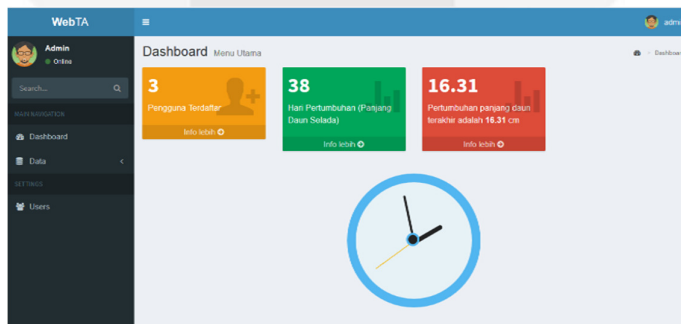 WebTA
admi
Admin
Online
Search...
MAIN NAVIGATION
Dashboard
Data
SETTINGS
Users
Dashboard Menu Utama
Dashboar
3
Pengguna Terdaftar
Info lebih
38
Hari Pertumbuhan (Panjang
Daun Selada)
Info lebih
16.31
Pertumbuhan panjang daun
terakhir adalah 16.31 cm
Info lebih